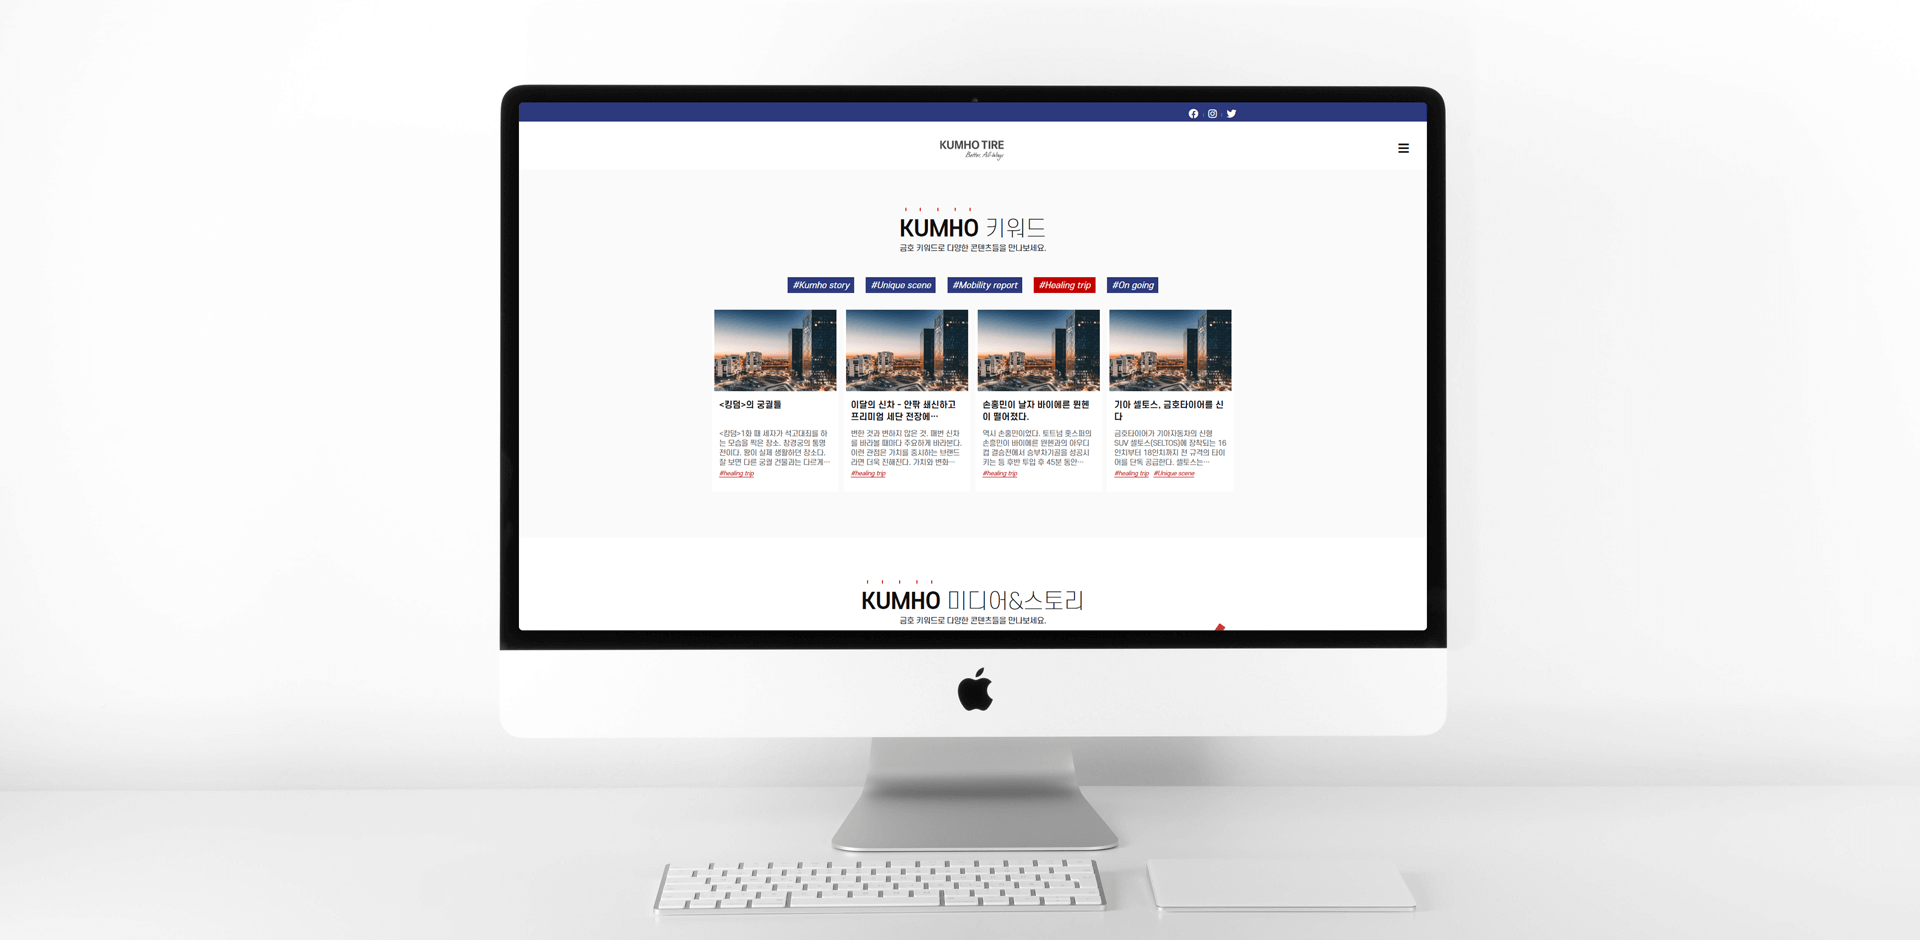 KUMHO TIRE
Better, All-Ways
KUMHO 키워드
금호 키워드로 다양한 콘텐츠들을 만나보세요.
#Kumho story #Unique scene #Mobility report #Healing trip #On going
<킹덤>의 궁궐들
<킹덤>1화 때 세자가 석고대죄를 하
는 모습을 찍은 장소. 창경궁의 통명
전이다. 왕이 실제 생활하던 장소다.
잘 보면 다른 궁궐 건물과는 다르게…
#healing trip
이달의 신차 - 안팎 쇄신하고
프리미엄 세단 전장에…
변한 것과 변하지 않은 것. 매번 신차
를 바라볼 때마다 주요하게 바라본다.
이런 관점은 가치를 중시하는 브랜드
라면 더욱 진해진다. 가치와 변화…
#healing trip
손흥민이 날자 바이에른 뮌헨
이 떨어졌다.
역시 손흥민이었다. 토트넘 홋스퍼의
손흥민이 바이에른 뮌헨과의 아우디
컵 결승전에서 승부차기골을 성공시
키는 등 후반 투입 후 45분 동안…
#healing trip
기아 셀토스, 금호타이어를 신
다
금호타이어가 기아자동차의 신형
SUV 셀토스(SELTOS)에 장착되는 16
인치부터 18인치까지 전 규격의 타이
어를 단독 공급한다. 셀토스는…
#healing trip #Unique scene
KUMHO 미디어&스토리
금호 키워드로 다양한 콘텐츠들을 만나보세요.